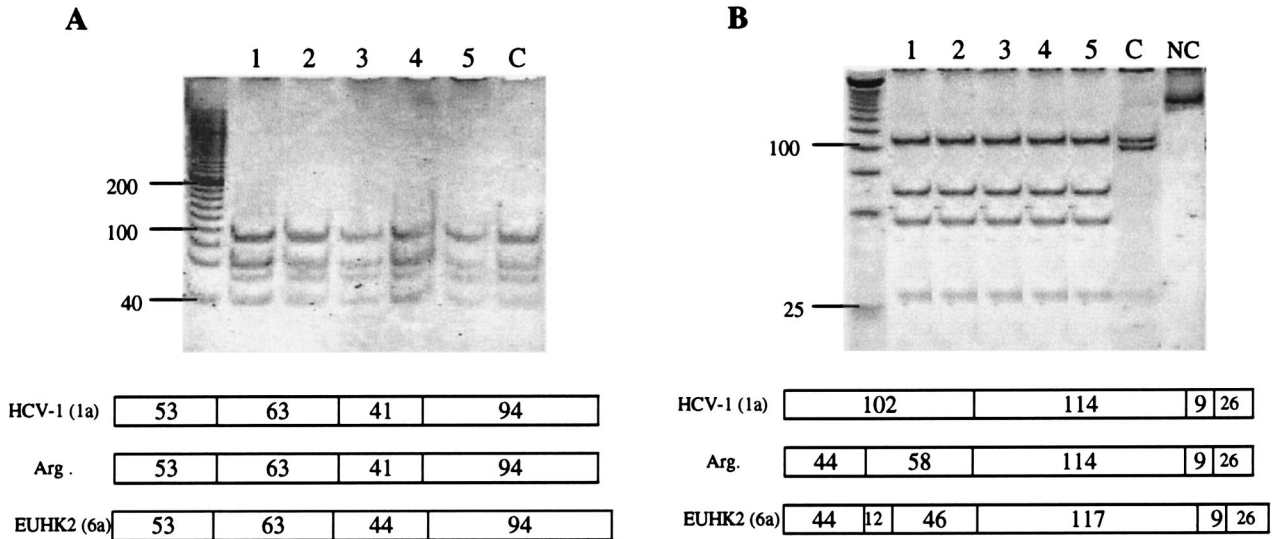 A
1 2 3 4 5 C
200
100
40
HCV-1 (1a) 53 63 41 94
Arg . 53 63 41 94
EUHK2 (6a) 53 63 44 94
B
1 2 3 4 5 C NC
100
25
HCV-1 (1a) 102 114 9 26
Arg. 44 58 114 9 26
EUHK2 (6a) 44 12 46 117 9 26